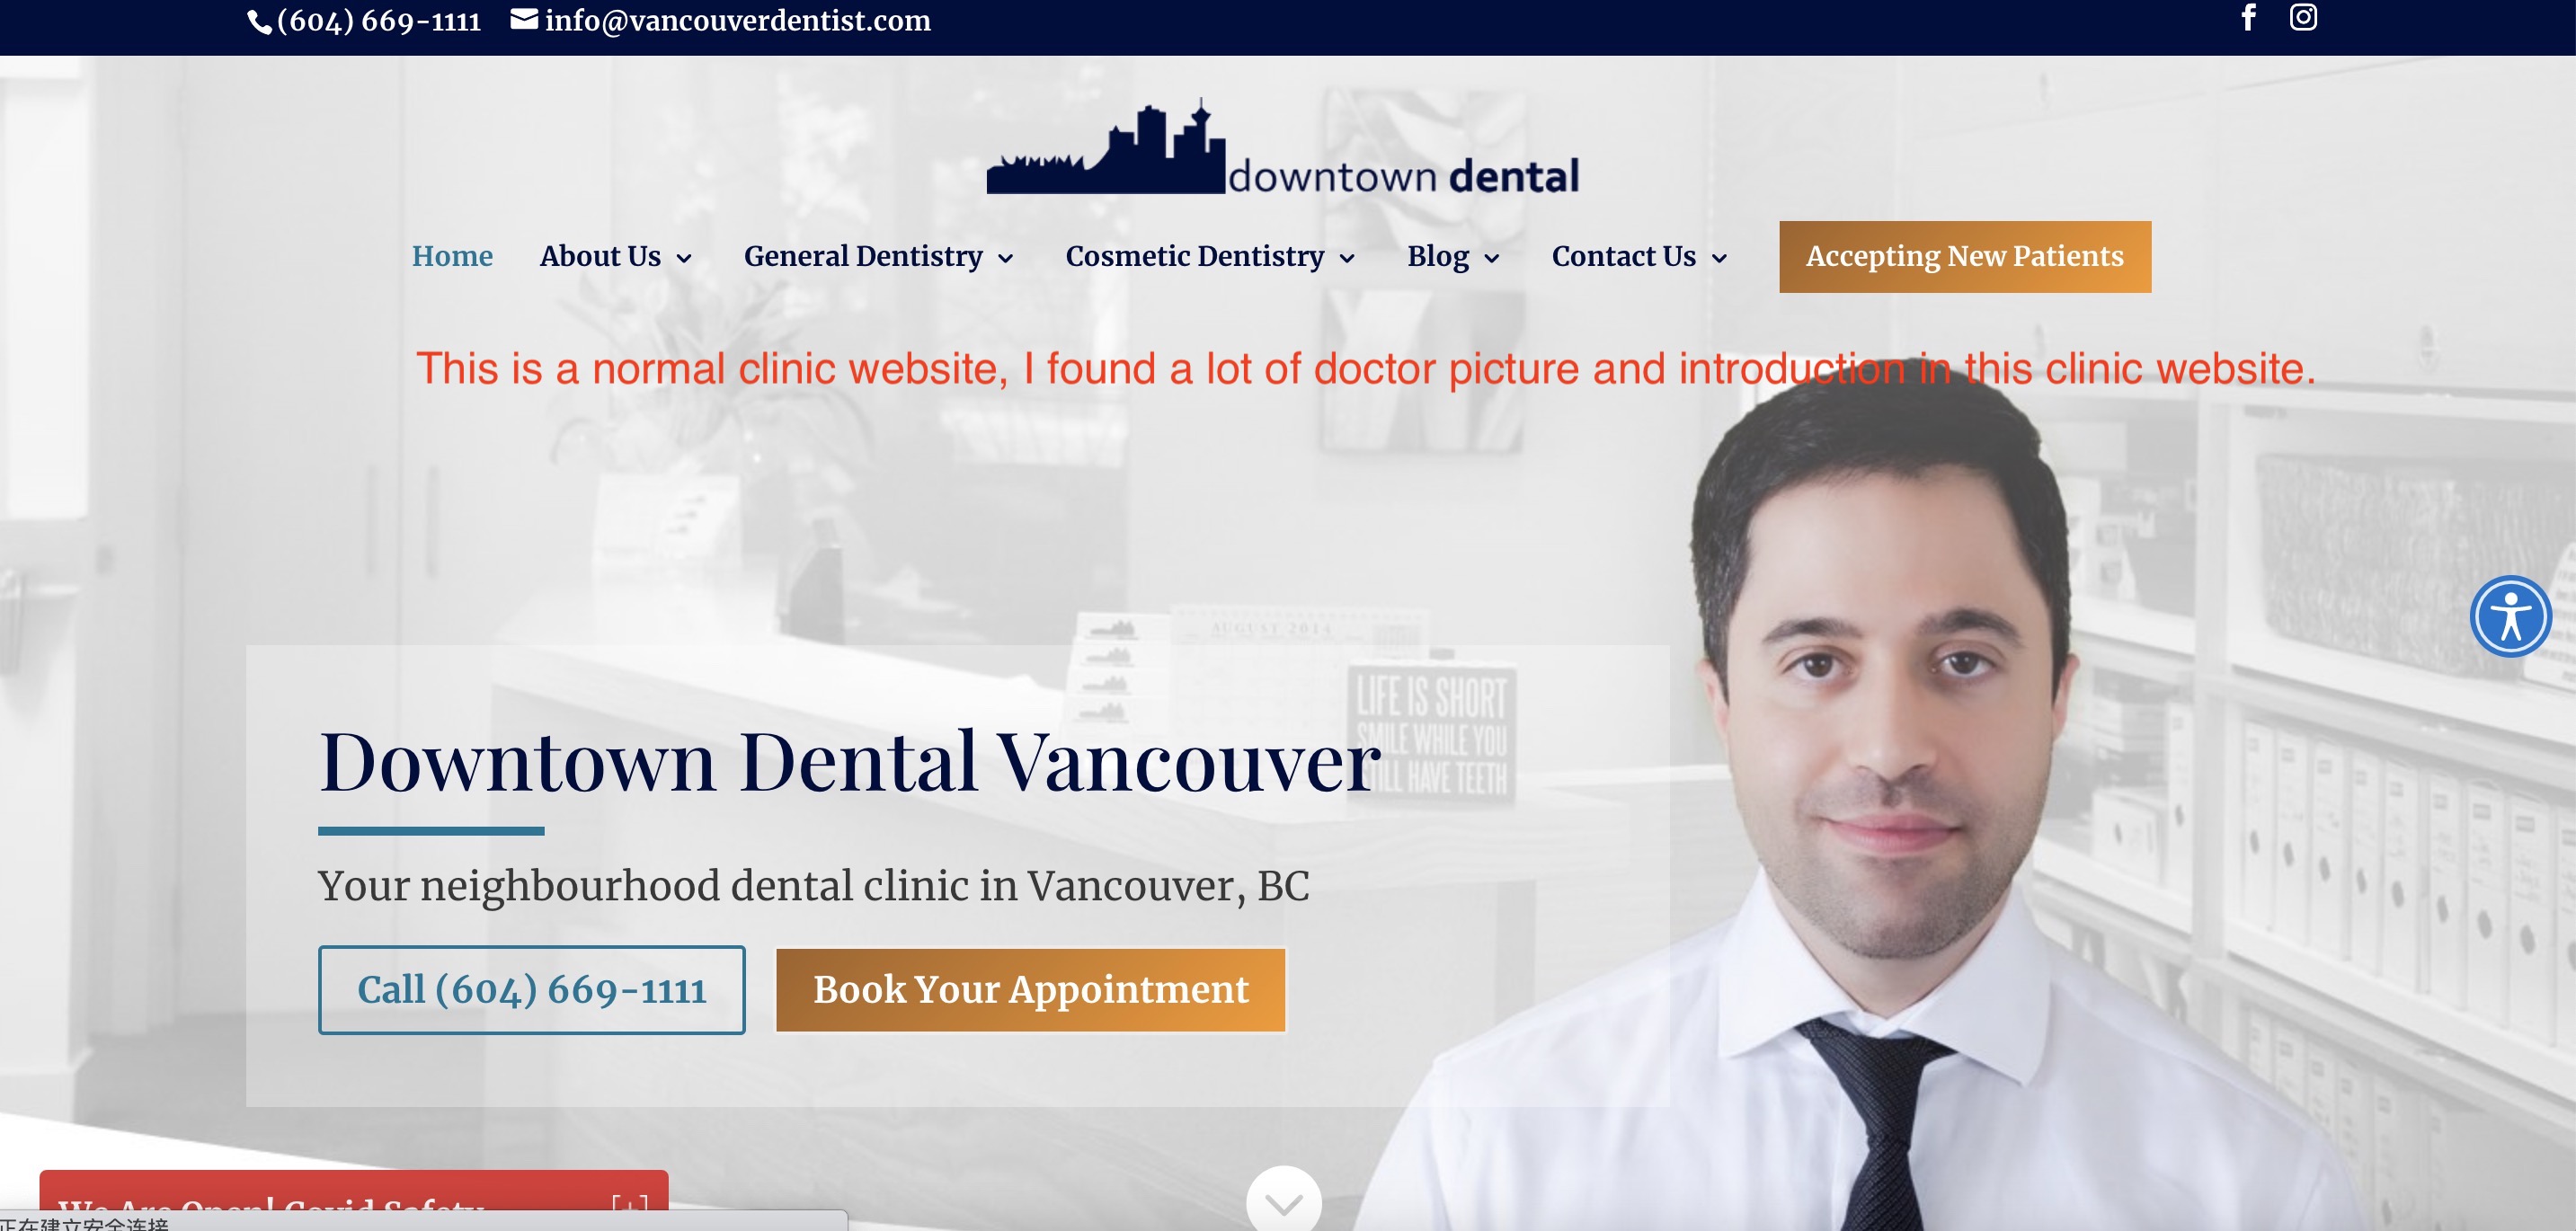 (604) 669-1111 info@vancouverdentist.com
downtown dental
Home About Us General Dentistry Cosmetic Dentistry Blog Contact Us Accepting New Patients
This is a normal clinic website, I found a lot of doctor picture and introduction in this clinic website.
AUGUST 2014
LIFE IS SHORT
SMILE WHILE YOU
STILL HAVE TEETH
Downtown Dental Vancouver
Your neighbourhood dental clinic in Vancouver, BC
Call (604) 669-1111 Book Your Appointment
We Are Open! Covid Safety [+]
正在建立安全连接